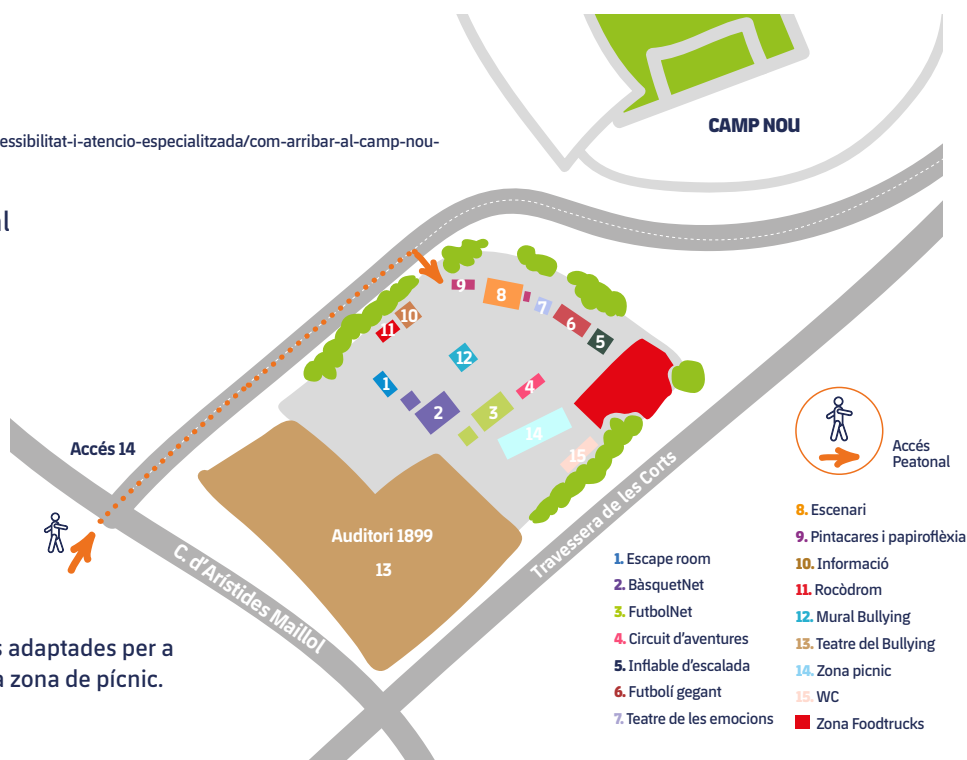 CAMP NOU
essibilitat-i-atencio-especialitzada/com-arribar-al-camp-nou-
al
9
8
7
6
5
10
11
12
1
4
2
3
14
15
Accés 14
Accés
Peatonal
Travessera de les Corts
Auditori 1899
13
C. d'Arístides Maillol
s adaptades per a
a zona de pícnic.
1. Escape room
2. BàsquetNet
3. FutbolNet
4. Circuit d'aventures
5. Inflable d'escalada
6. Futbolí gegant
7. Teatre de les emocions
8. Escenari
9. Pintacares i papiroflèxia
10. Informació
11. Rocòdrom
12. Mural Bullying
13. Teatre del Bullying
14. Zona picnic
15. WC
Zona Foodtrucks